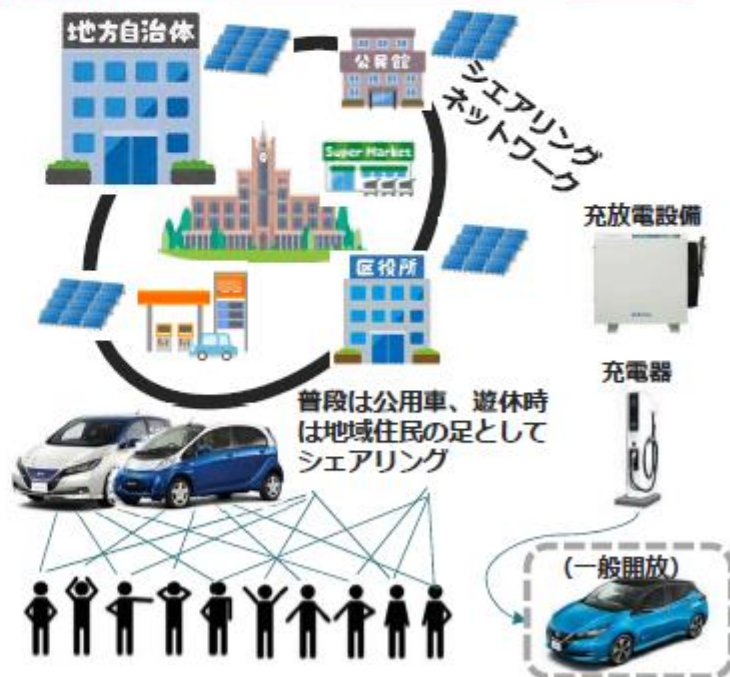 地方自治体
公民館
シェアリング
ネットワーク
Super Market
充放電設備
区役所
充電器
普段は公用車、遊休時
は地域住民の足として
シェアリング
(一般開放)